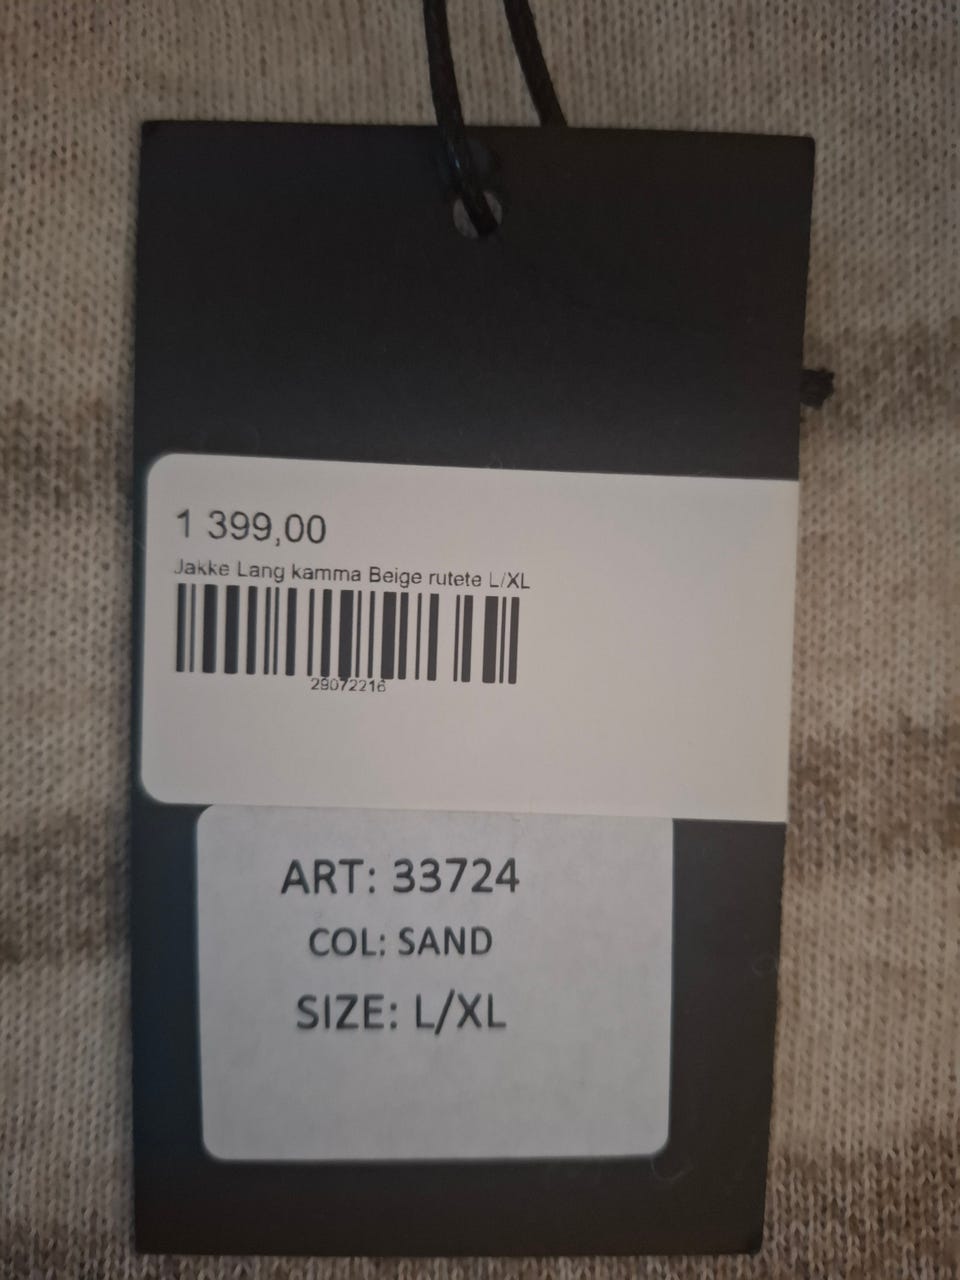 1 399,00
Jakke Lang kamma Beige rutete L/XL
29072216
ART: 33724
COL: SAND
SIZE: L/XL